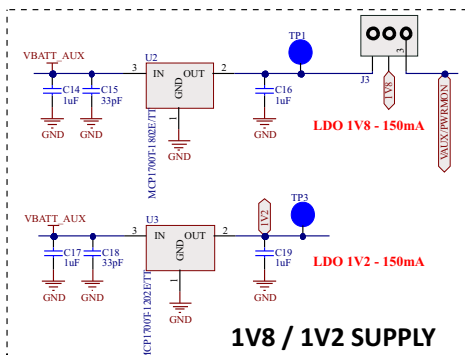 TP1
VBATT_AUX
U2
3
IN
OUT
2
GND
1
C14
1uF
C15
33pF
GND
GND
MCP1700T-1802E/TT
GND
C16
1uF
GND
3
J3
1V8
VAUX/PWRMON
LDO 1V8 - 150mA
VBATT_AUX
U3
3
IN
OUT
2
GND
1
C17
1uF
C18
33pF
GND
GND
MCP1700T-1202E/TT
GND
1V2
TP3
C19
1uF
GND
LDO 1V2 - 150mA
1V8 / 1V2 SUPPLY